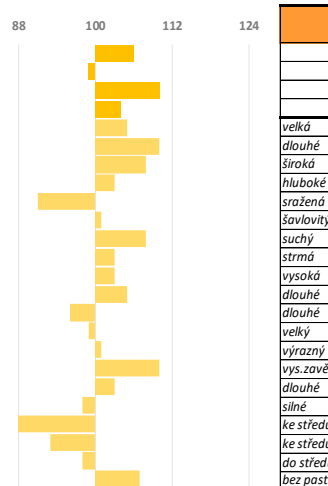 88 100 112 124
velká
dlouhé
široká
hluboké
sražená
šavlovitý
suchý
strmá
vysoká
dlouhé
dlouhé
velký
výrazný
vys.zavě
dlouhé
silné
ke středu
ke středu
do středu
bez past